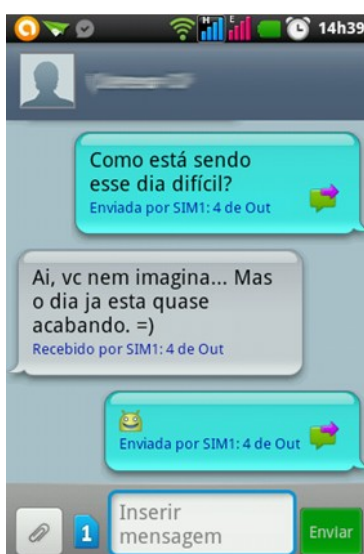 H
E
14h39
Como está sendo
esse dia difícil?
Enviada por SIM1: 4 de Out
Ai, vc nem imagina... Mas
o dia ja esta quase
acabando. =)
Recebido por SIM1: 4 de Out
Enviada por SIM1: 4 de Out
1
Inserir
mensagem
Enviar